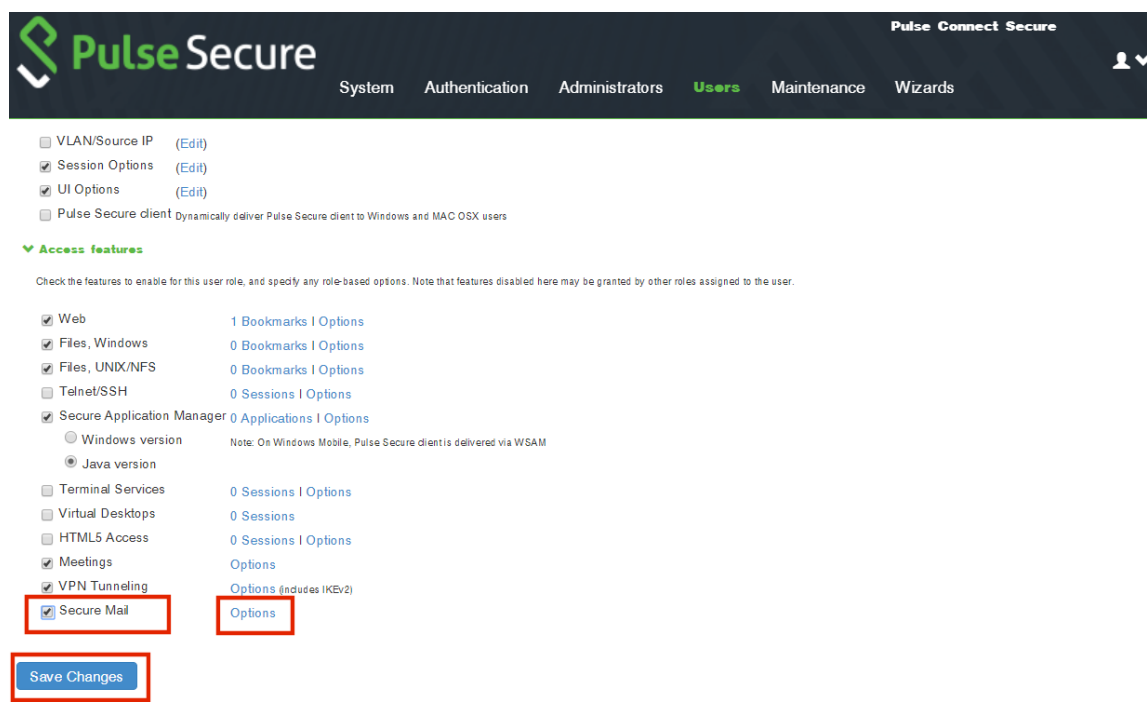 Pulse Connect Secure
Pulse Secure
System Authentication Administrators Users Maintenance Wizards
VLAN/Source IP (Edit)
Session Options (Edit)
UI Options (Edit)
Pulse Secure client Dynamically deliver Pulse Secure client to Windows and MAC OSX users
Access features
Check the features to enable for this user role, and specify any role-based options. Note that features disabled here may be granted by other roles assigned to the user.
Web 1 Bookmarks | Options
Files, Windows 0 Bookmarks | Options
Files, UNIX/NFS 0 Bookmarks | Options
Telnet/SSH 0 Sessions | Options
Secure Application Manager 0 Applications | Options
Windows version Note: On Windows Mobile, Pulse Secure client is delivered via WSAM
Java version
Terminal Services 0 Sessions | Options
Virtual Desktops 0 Sessions
HTML5 Access 0 Sessions | Options
Meetings Options
VPN Tunneling Options (includes IKEv2)
Secure Mail Options
Save Changes